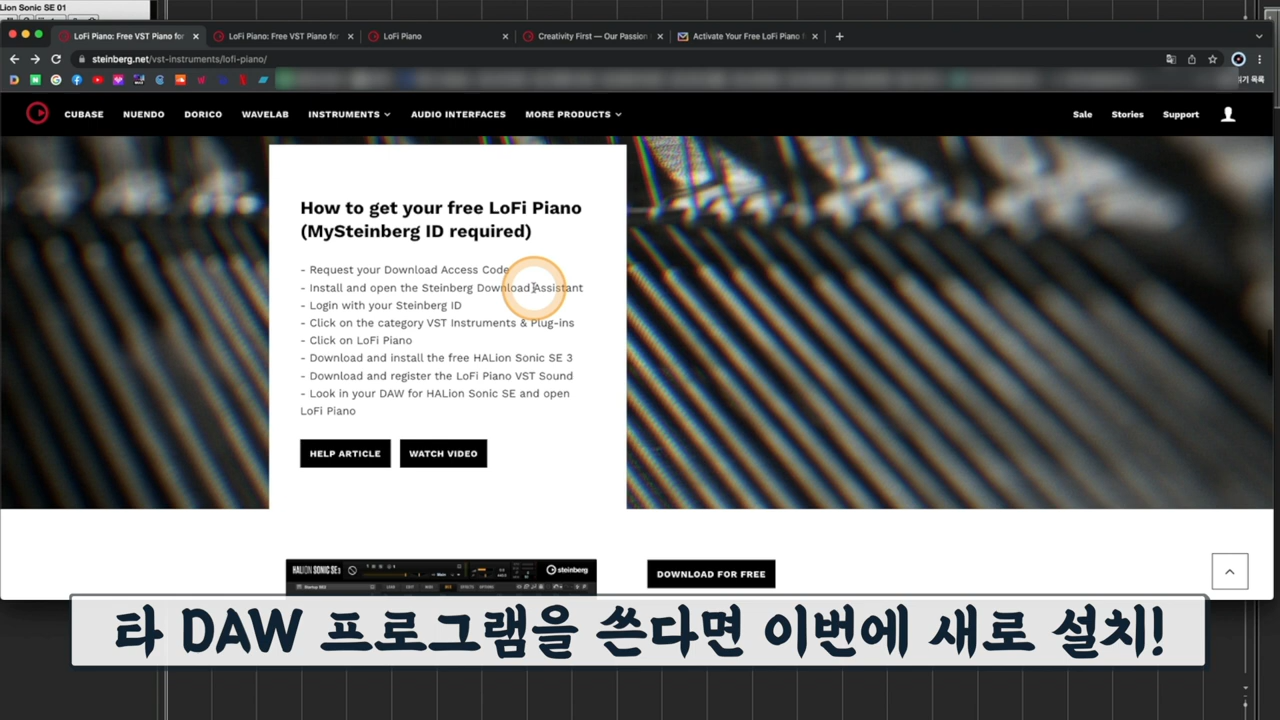 Lion Sonic SE 01
LoFi Piano: Free VST Piano for
LoFi Piano: Free VST Piano for
LoFi Piano
Creativity First — Our Passion
Activate Your Free LoFi Piano
steinberg.net/vst-instruments/lofi-piano/
CUBASE
NUENDO
DORICO
WAVELAB
INSTRUMENTS
AUDIO INTERFACES
MORE PRODUCTS
Sale
Stories
Support
How to get your free LoFi Piano
(MySteinberg ID required)
- Request your Download Access Code
- Install and open the Steinberg Download Assistant
- Login with your Steinberg ID
- Click on the category VST Instruments & Plug-ins
- Click on LoFi Piano
- Download and install the free HALion Sonic SE 3
- Download and register the LoFi Piano VST Sound
- Look in your DAW for HALion Sonic SE and open
LoFi Piano
HELP ARTICLE
WATCH VIDEO
HALION SONIC SE3
steinberg
DOWNLOAD FOR FREE
타 DAW 프로그램을 쓴다면 이번에 새로 설치!